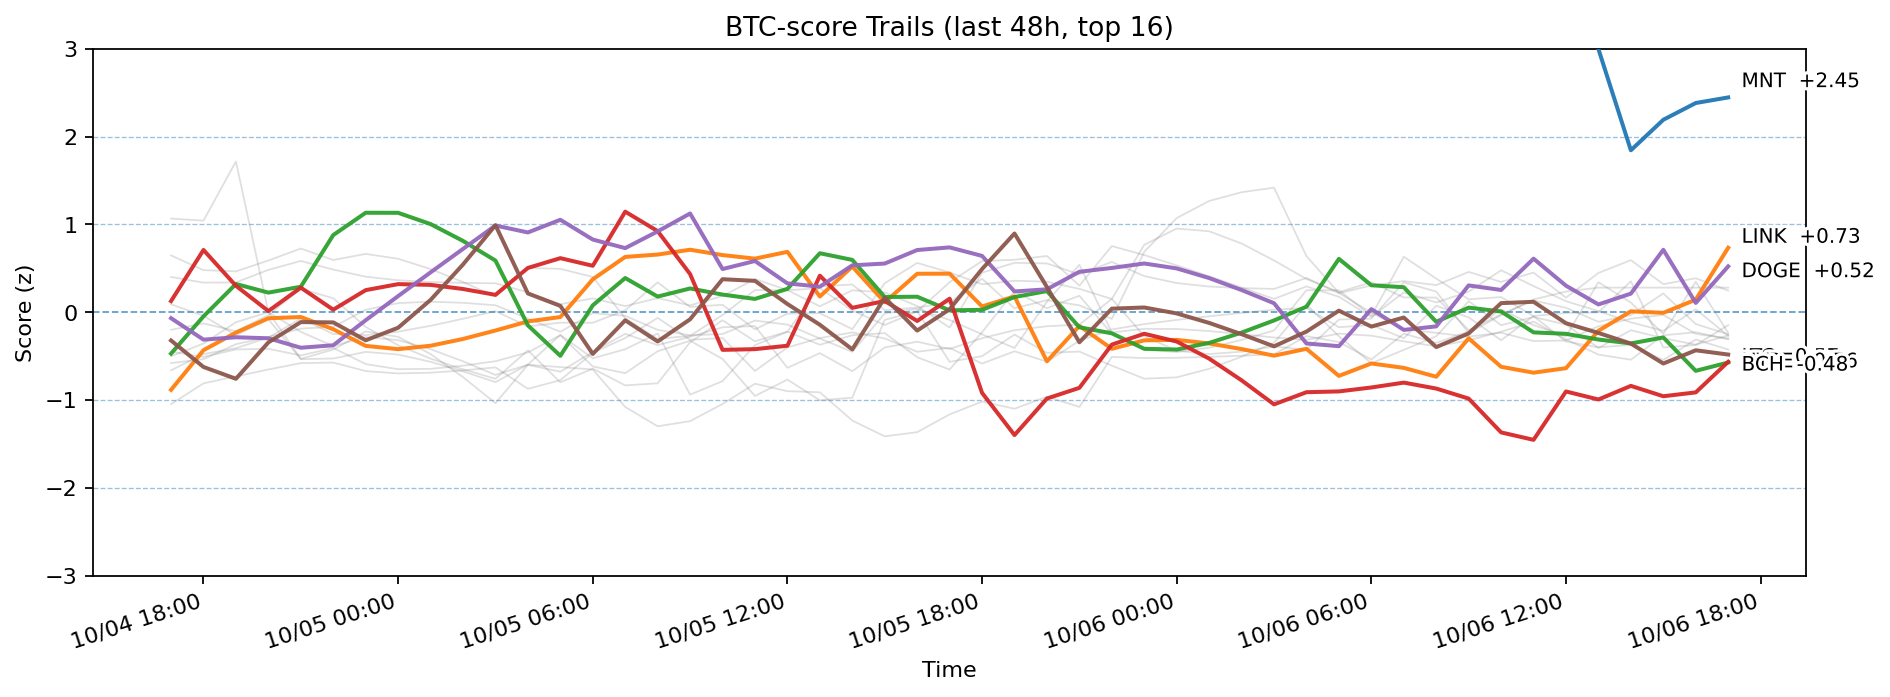 BTC-score Trails (last 48h, top 16)
3
2
1
0
−1
−2
−3
Score (z)
MNT +2.45
LINK +0.73
DOGE +0.52
BCH -0.48
10/04 18:00
10/05 00:00
10/05 06:00
10/05 12:00
10/05 18:00
10/06 00:00
10/06 06:00
10/06 12:00
10/06 18:00
Time